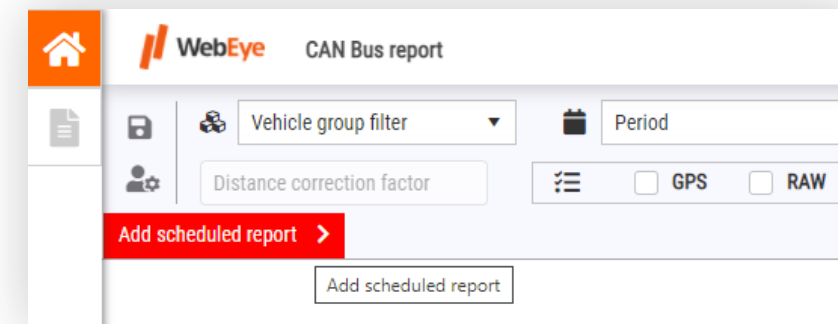 WebEye CAN Bus report
Vehicle group filter Period
Distance correction factor GPS RAW
Add scheduled report
Add scheduled report